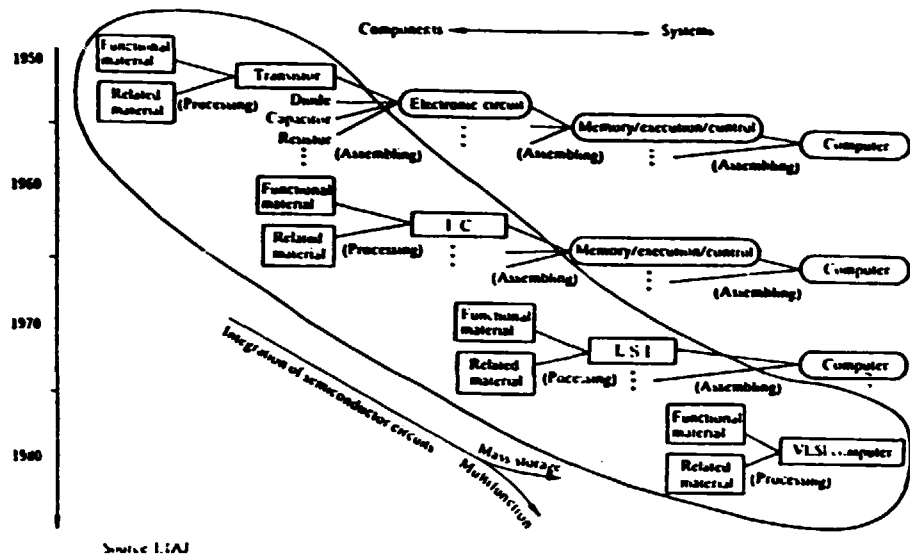 Components
Systems
1950
Functional
material
Related
material
(Processing)
Transistor
Diode
Capacitor
Resistor
(Assembling)
Electronic circuit
(Assembling)
Memory/execution/control
(Assembling)
Computer
1960
Functional
material
Related
material
(Processing)
I C
(Assembling)
Memory/execution/control
(Assembling)
Computer
1970
Functional
material
Related
material
(Pocessing)
L S I
(Assembling)
Computer
Functional
material
Related
material
(Processing)
VLSI computer
1980
Integration of semiconductor circuits
Mass storage
Multifunction
Source